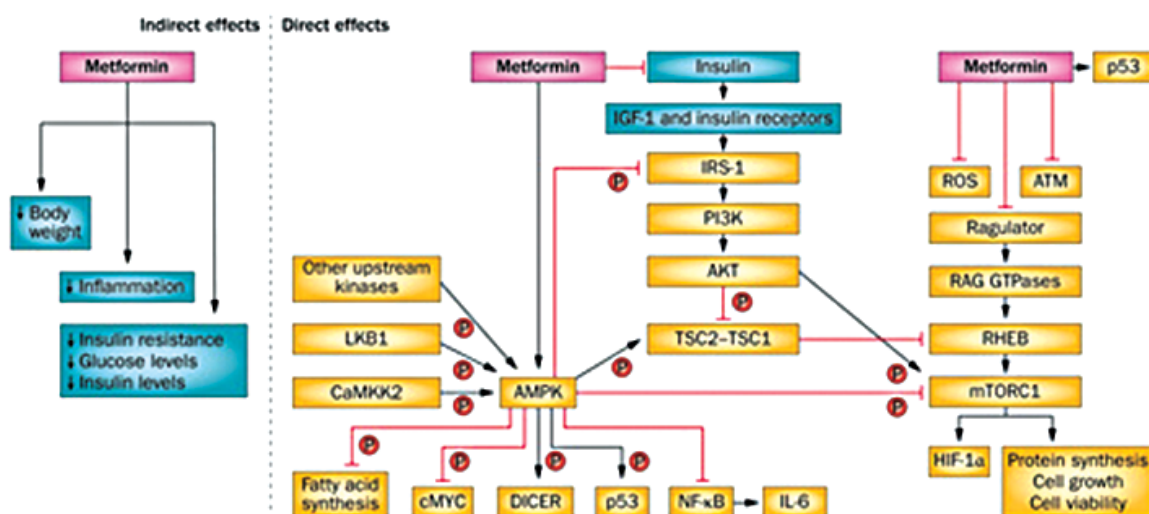 Indirect effects
Direct effects
Metformin
↓ Body
weight
↓ Inflammation
↓ Insulin resistance
↓ Glucose levels
↓ Insulin levels
Metformin
Insulin
IGF-1 and insulin receptors
IRS-1
P
PI3K
AKT
P
TSC2–TSC1
Other upstream
kinases
P
LKB1
P
CaMKK2
P
AMPK
P
P
P
Fatty acid
synthesis
P
cMYC
P
DICER
P
p53
P
NF-κB
IL-6
Metformin
p53
ROS
ATM
Ragulator
RAG GTPases
RHEB
mTORC1
HIF-1α
Protein synthesis
Cell growth
Cell viability